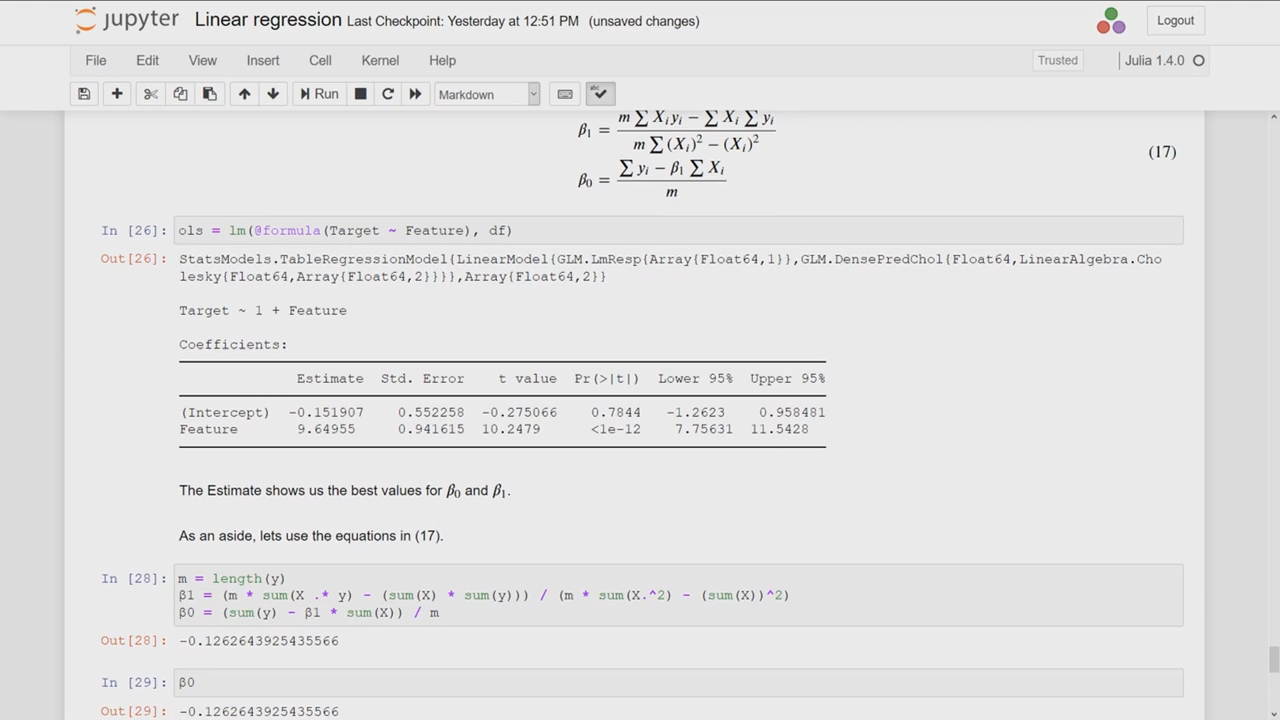 jupyter Linear regression Last Checkpoint: Yesterday at 12:51 PM (unsaved changes) Logout
File Edit View Insert Cell Kernel Help Trusted Julia 1.4.0
Run Markdown
β₁ = (m ∑ Xᵢyᵢ − ∑ Xᵢ ∑ yᵢ) / (m ∑ (Xᵢ)² − (Xᵢ)²)
(17)
β₀ = (∑ yᵢ − β₁ ∑ Xᵢ) / m
In [26]: ols = lm(@formula(Target ~ Feature), df)
Out[26]: StatsModels.TableRegressionModel{LinearModel{GLM.LmResp{Array{Float64,1}},GLM.DensePredChol{Float64,LinearAlgebra.Cho
lesky{Float64,Array{Float64,2}}}},Array{Float64,2}}
Target ~ 1 + Feature
Coefficients:
Estimate Std. Error t value Pr(>|t|) Lower 95% Upper 95%
(Intercept) -0.151907 0.552258 -0.275066 0.7844 -1.2623 0.958481
Feature 9.64955 0.941615 10.2479 <1e-12 7.75631 11.5428
The Estimate shows us the best values for β₀ and β₁.
As an aside, lets use the equations in (17).
In [28]: m = length(y)
β1 = (m * sum(X .* y) - (sum(X) * sum(y))) / (m * sum(X.^2) - (sum(X))^2)
β0 = (sum(y) - β1 * sum(X)) / m
Out[28]: -0.1262643925435566
In [29]: β0
Out[29]: -0.1262643925435566